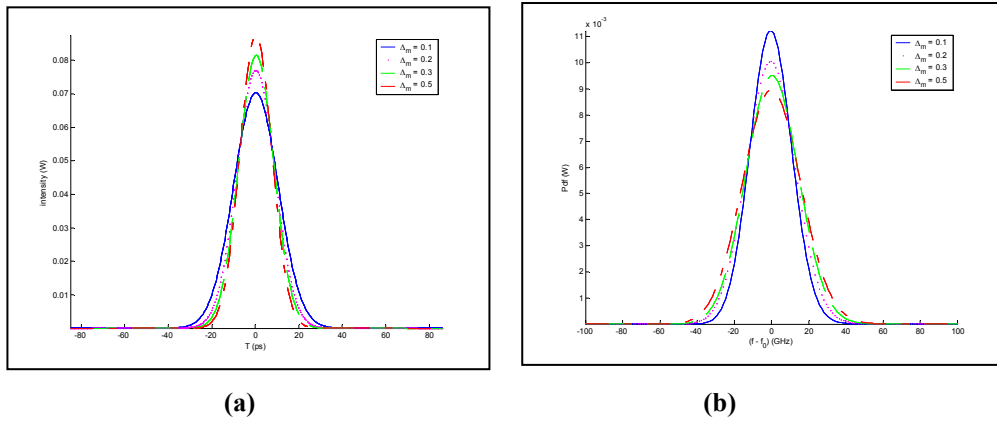 0.08
0.07
0.06
0.05
0.04
0.03
0.02
0.01
intensity (W)
-80 -60 -40 -20 0 20 40 60 80
T (ps)
Δm = 0.1
Δm = 0.2
Δm = 0.3
Δm = 0.5
(a)
x 10⁻³
11
10
9
8
7
6
5
4
3
2
1
Pdf (W)
-100 -80 -60 -40 -20 0 20 40 60 80 100
(f - f0) (GHz)
Δm = 0.1
Δm = 0.2
Δm = 0.3
Δm = 0.5
(b)